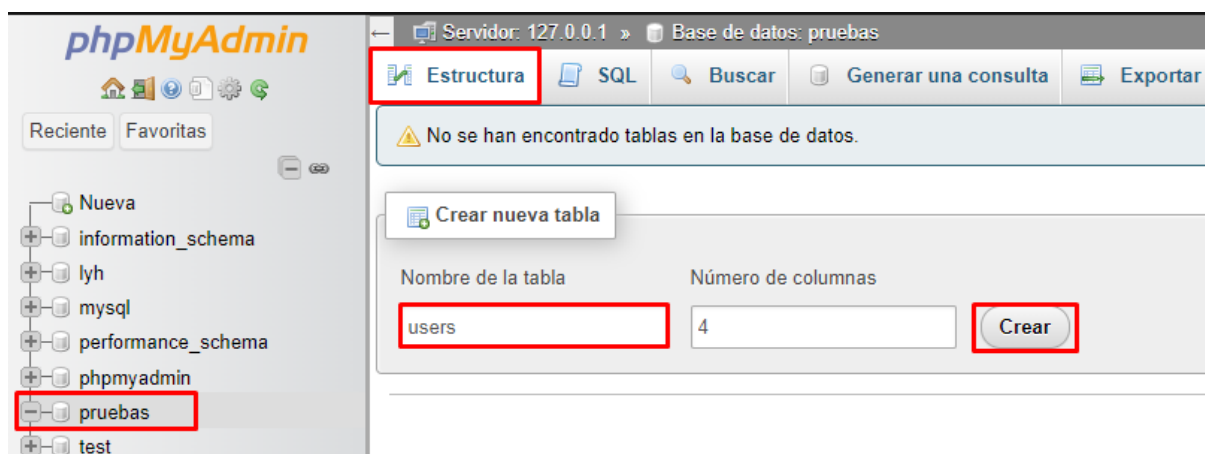 phpMyAdmin
Reciente Favoritas
Nueva
information_schema
lyh
mysql
performance_schema
phpmyadmin
pruebas
test
Servidor: 127.0.0.1 » Base de datos: pruebas
Estructura SQL Buscar Generar una consulta Exportar
No se han encontrado tablas en la base de datos.
Crear nueva tabla
Nombre de la tabla Número de columnas
users 4 Crear